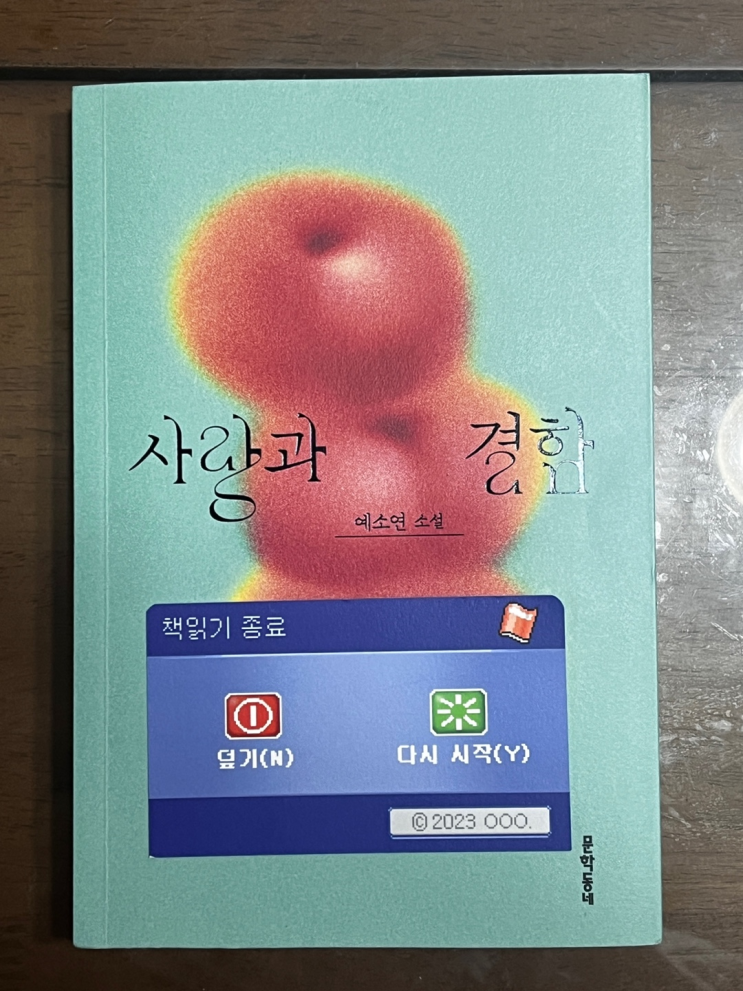 사랑과 결함
예소연 소설
책읽기 종료
덮기(N) 다시 시작(Y)
© 2023 OOO.
문학동네